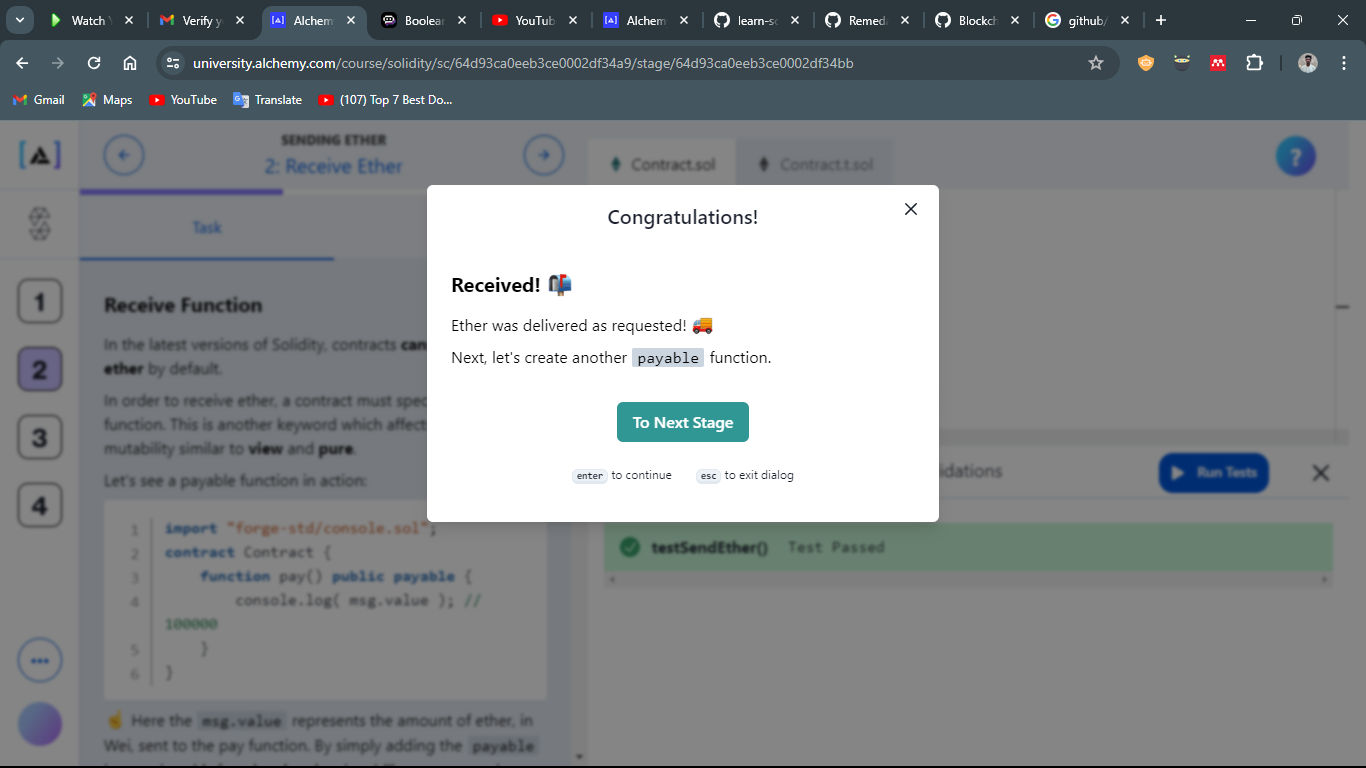 Watch
Verify y
Alchem
Boolear
YouTub
Alchem
learn-so
Remeda
Blockch
github/
university.alchemy.com/course/solidity/sc/64d93ca0eeb3ce0002df34a9/stage/64d93ca0eeb3ce0002df34bb
Gmail
Maps
YouTube
Translate
(107) Top 7 Best Do...
SENDING ETHER
2: Receive Ether
Contract.sol
Contract.t.sol
?
Task
1
2
3
4
Receive Function
In the latest versions of Solidity, contracts can
ether by default.
In order to receive ether, a contract must spec
function. This is another keyword which affect
mutability similar to view and pure.
Let's see a payable function in action:
1 import "forge-std/console.sol";
2 contract Contract {
3 function pay() public payable {
4 console.log( msg.value ); //
100000
5 }
6 }
Here the msg.value represents the amount of ether, in
Wei, sent to the pay function. By simply adding the payable
Congratulations!
Received!
Ether was delivered as requested!
Next, let's create another payable function.
To Next Stage
enter to continue
esc to exit dialog
idations
Run Tests
testSendEther() Test Passed